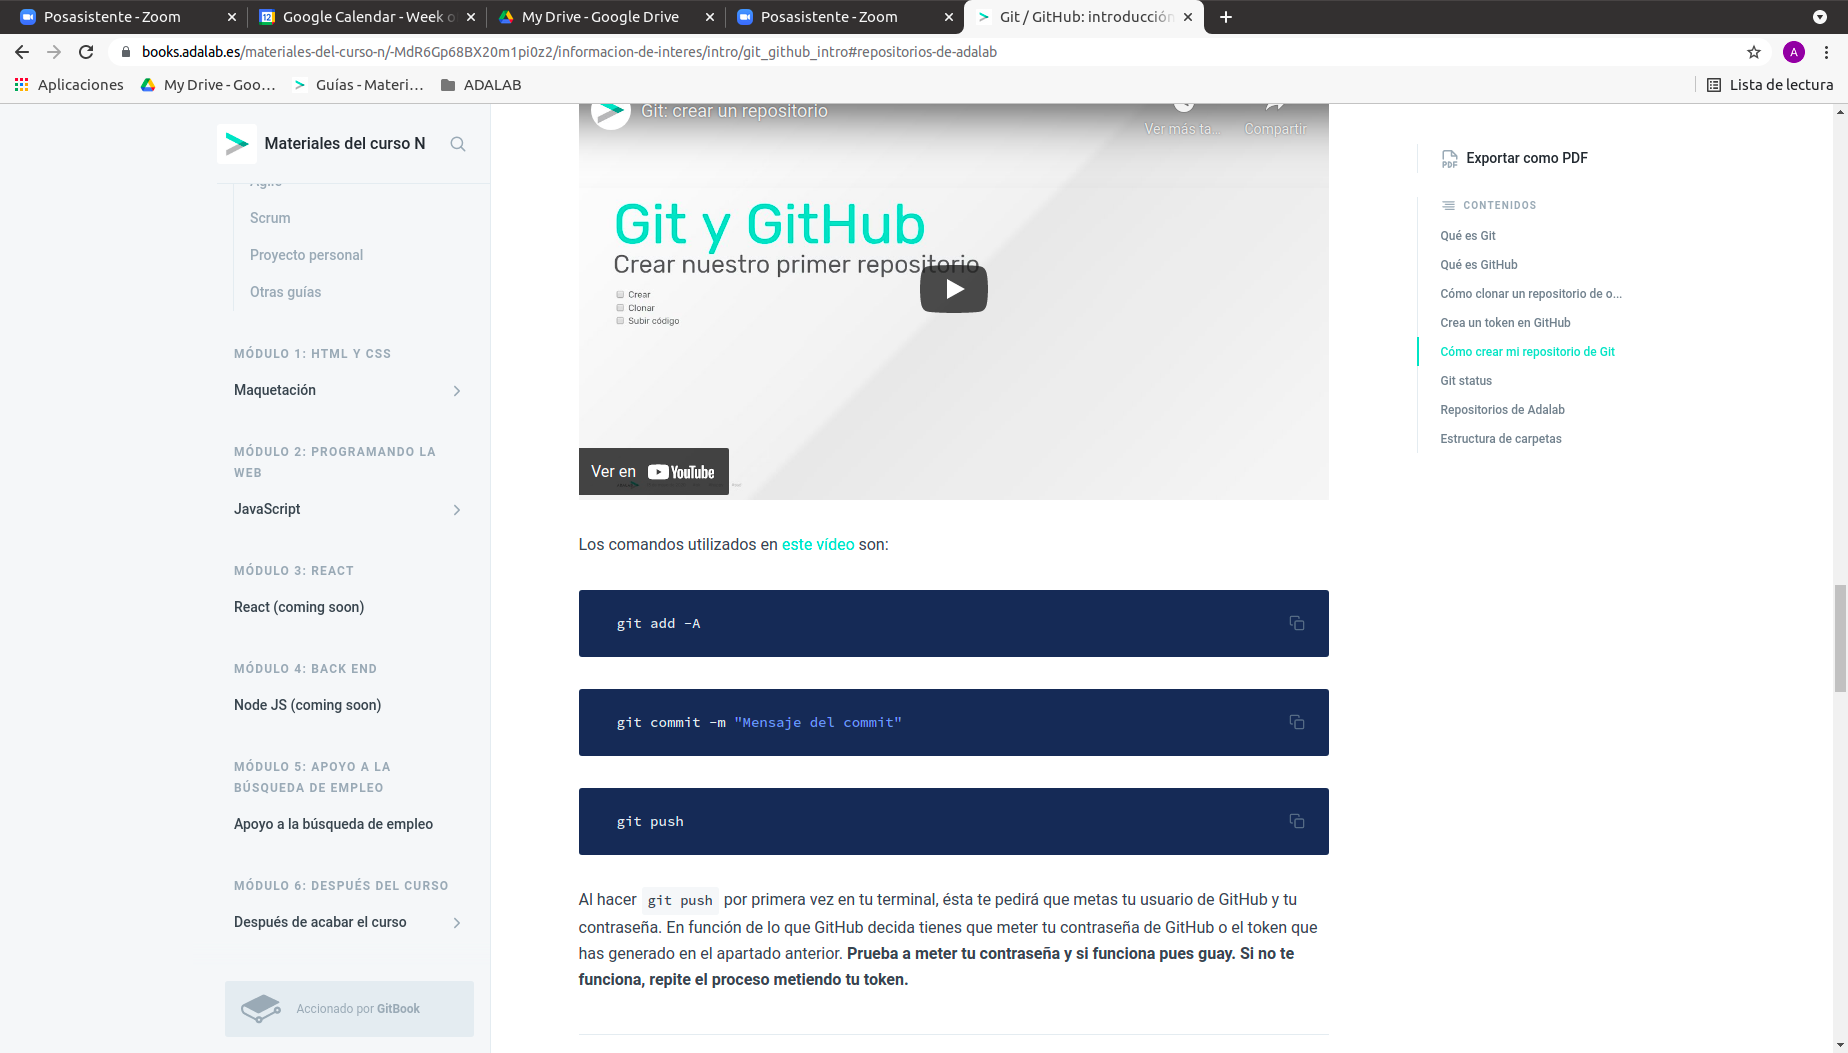 Posasistente - Zoom
Google Calendar - Week o
My Drive - Google Drive
Posasistente - Zoom
Git / GitHub: introducción
books.adalab.es/materiales-del-curso-n/-MdR6Gp68BX20m1pi0z2/informacion-de-interes/intro/git_github_intro#repositorios-de-adalab
A
Aplicaciones
My Drive - Goo...
Guías - Materi...
ADALAB
Lista de lectura
Materiales del curso N
Agile
Scrum
Proyecto personal
Otras guías
MÓDULO 1: HTML Y CSS
Maquetación
MÓDULO 2: PROGRAMANDO LA
WEB
JavaScript
MÓDULO 3: REACT
React (coming soon)
MÓDULO 4: BACK END
Node JS (coming soon)
MÓDULO 5: APOYO A LA
BÚSQUEDA DE EMPLEO
Apoyo a la búsqueda de empleo
MÓDULO 6: DESPUÉS DEL CURSO
Después de acabar el curso
Accionado por GitBook
Git: crear un repositorio
Ver más ta...
Compartir
Git y GitHub
Crear nuestro primer repositorio
Crear
Clonar
Subir código
Ver en YouTube
Los comandos utilizados en este vídeo son:
git add -A
git commit -m "Mensaje del commit"
git push
Al hacer git push por primera vez en tu terminal, ésta te pedirá que metas tu usuario de GitHub y tu
contraseña. En función de lo que GitHub decida tienes que meter tu contraseña de GitHub o el token que
has generado en el apartado anterior. Prueba a meter tu contraseña y si funciona pues guay. Si no te
funciona, repite el proceso metiendo tu token.
PDF
Exportar como PDF
CONTENIDOS
Qué es Git
Qué es GitHub
Cómo clonar un repositorio de o...
Crea un token en GitHub
Cómo crear mi repositorio de Git
Git status
Repositorios de Adalab
Estructura de carpetas